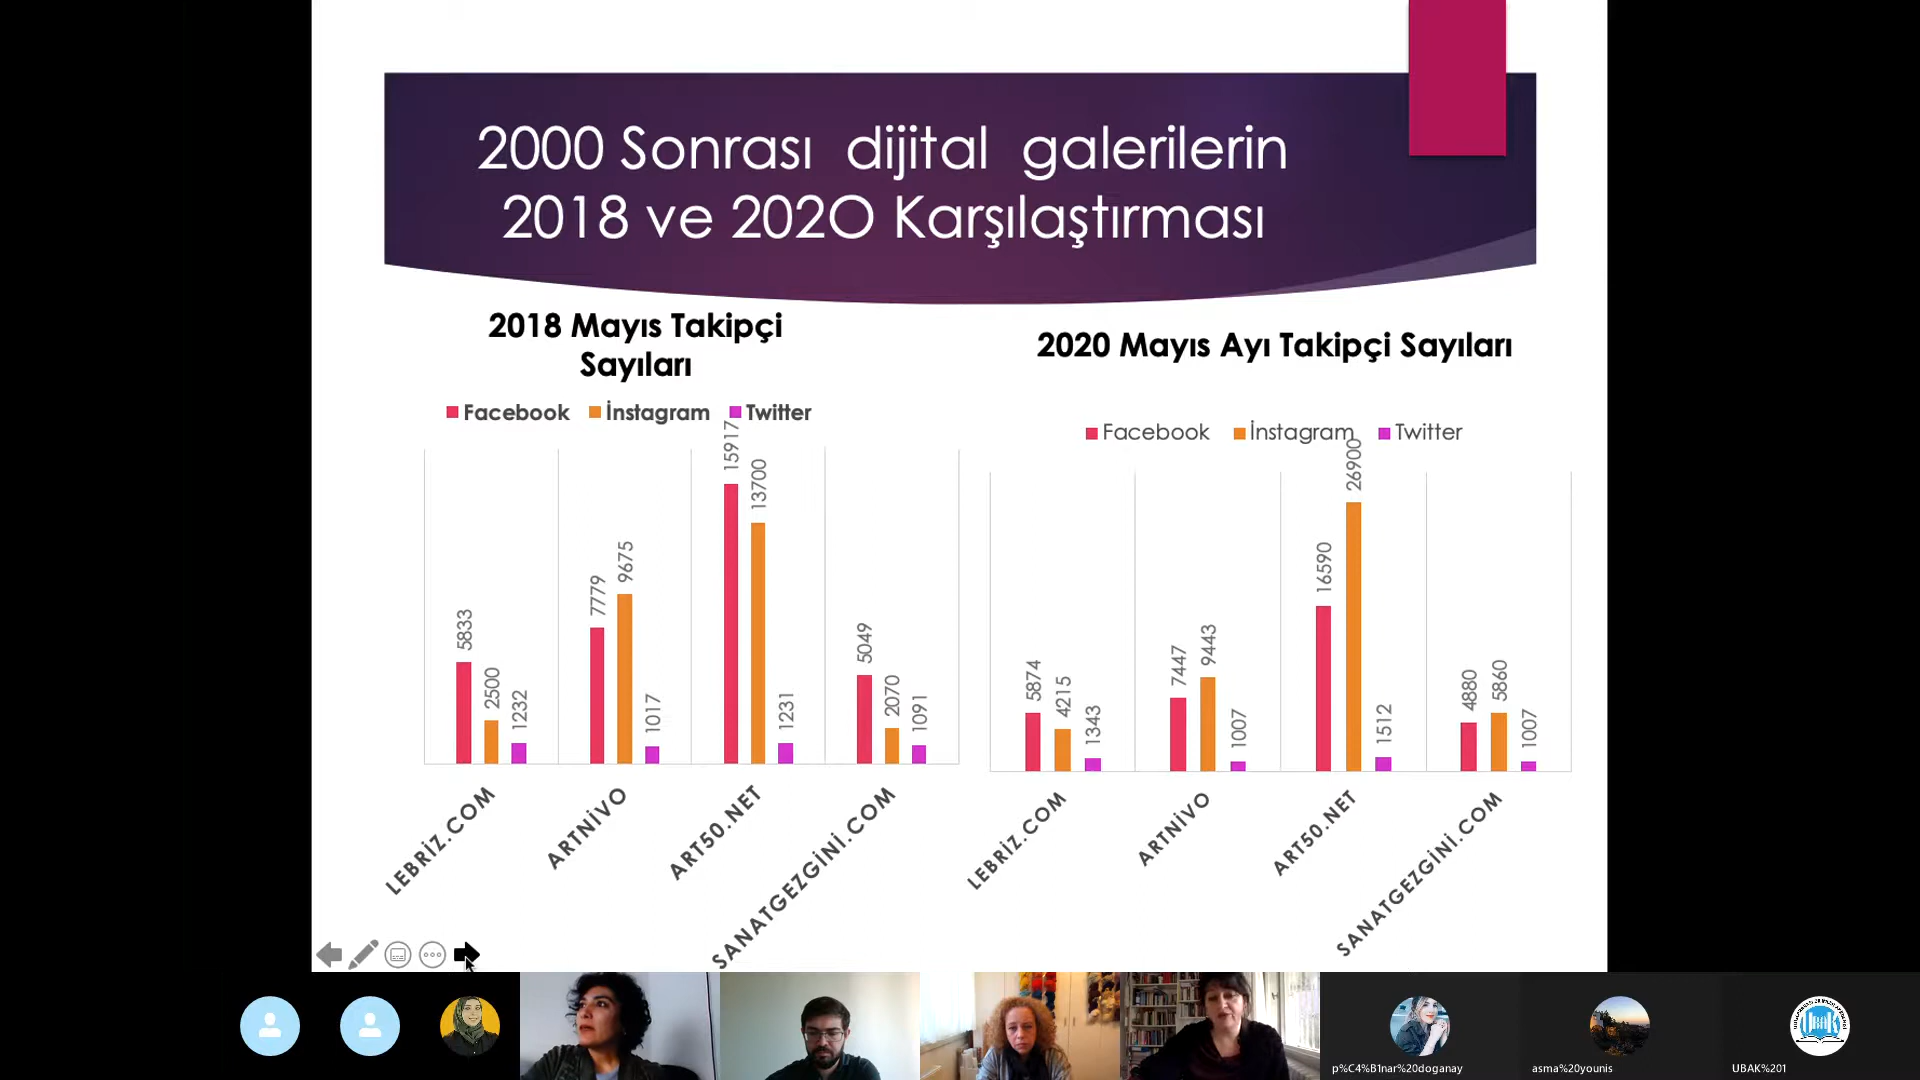 2000 Sonrası dijital galerilerin
2018 ve 202O Karşılaştırması
2018 Mayıs Takipçi
Sayıları
Facebook İnstagram Twitter
15917
13700
9675
7779
5833
5049
2500
1232
1017
1231
2070
1091
LEBRİZ.COM
ARTNİVO
ART50.NET
SANATGEZGİNİ.COM
2020 Mayıs Ayı Takipçi Sayıları
Facebook İnstagram Twitter
26900
16590
9443
7447
5874
4215
1343
1007
1512
4880
5860
1007
LEBRİZ.COM
ARTNİVO
ART50.NET
SANATGEZGİNİ.COM
p%C4%B1nar%20doganay
asma%20younis
UBAK
UBAK%201